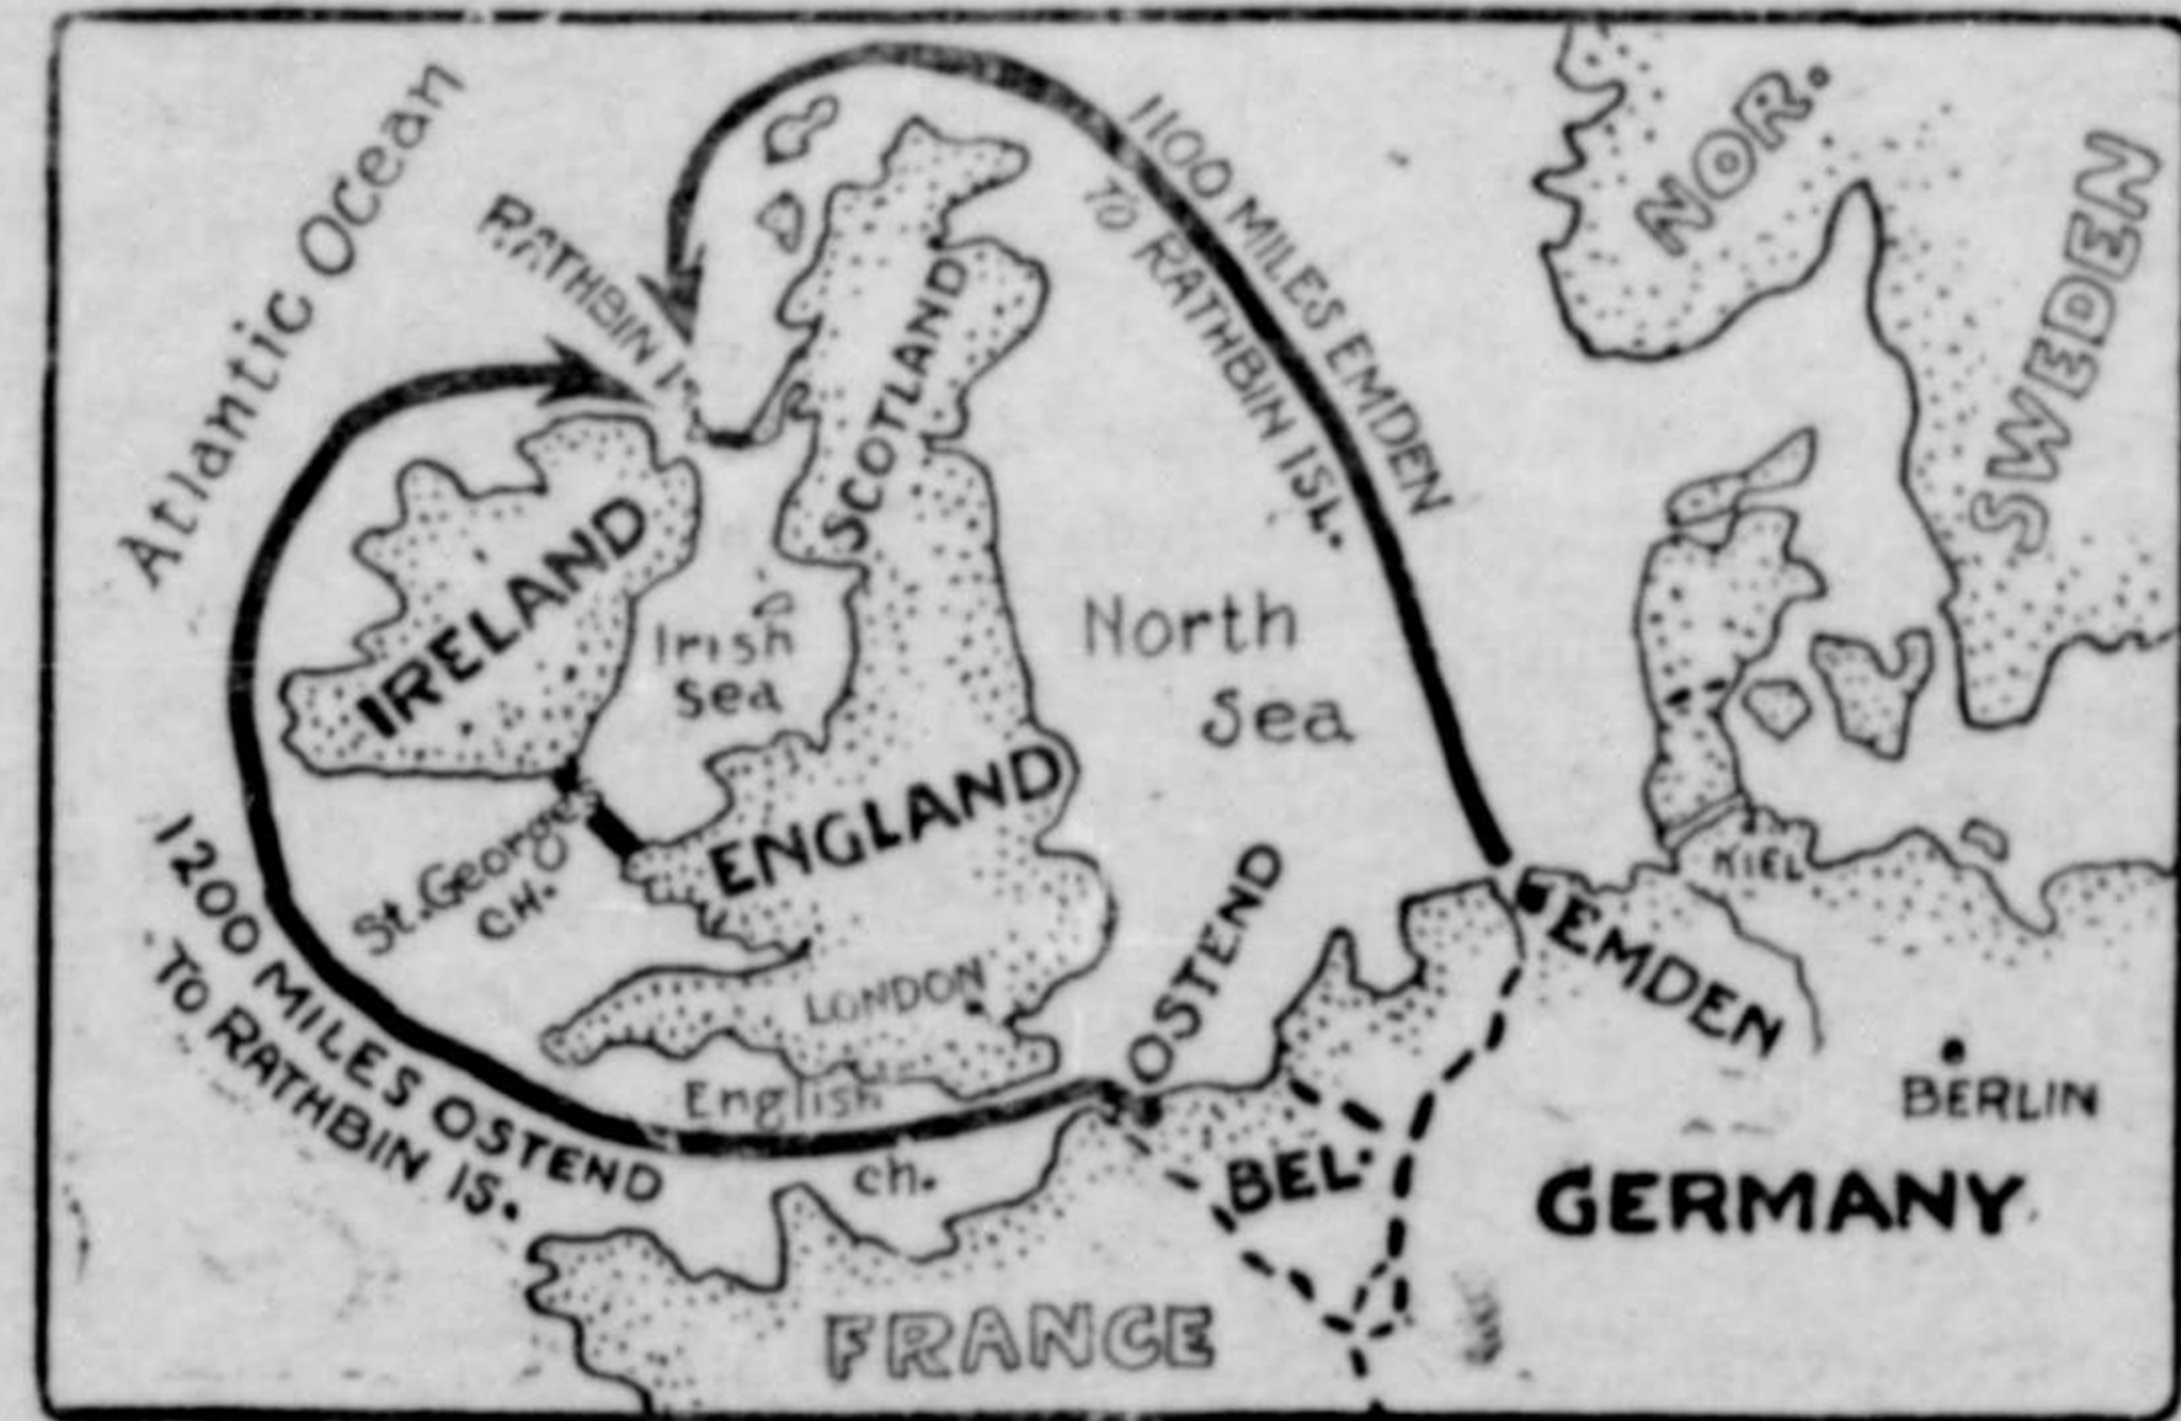 Atlantic Ocean
RATHBIN I
1100 MILES EMDEN
TO RATHBIN ISL.
NOR.
SWEDEN
SCOTLAND
IRELAND
Irish
Sea
North
Sea
ENGLAND
St. Georges
CH.
LONDON
OSTEND
KIEL
EMDEN
BERLIN
1200 MILES OSTEND
TO RATHBIN IS.
English
ch.
BEL.
GERMANY
FRANCE